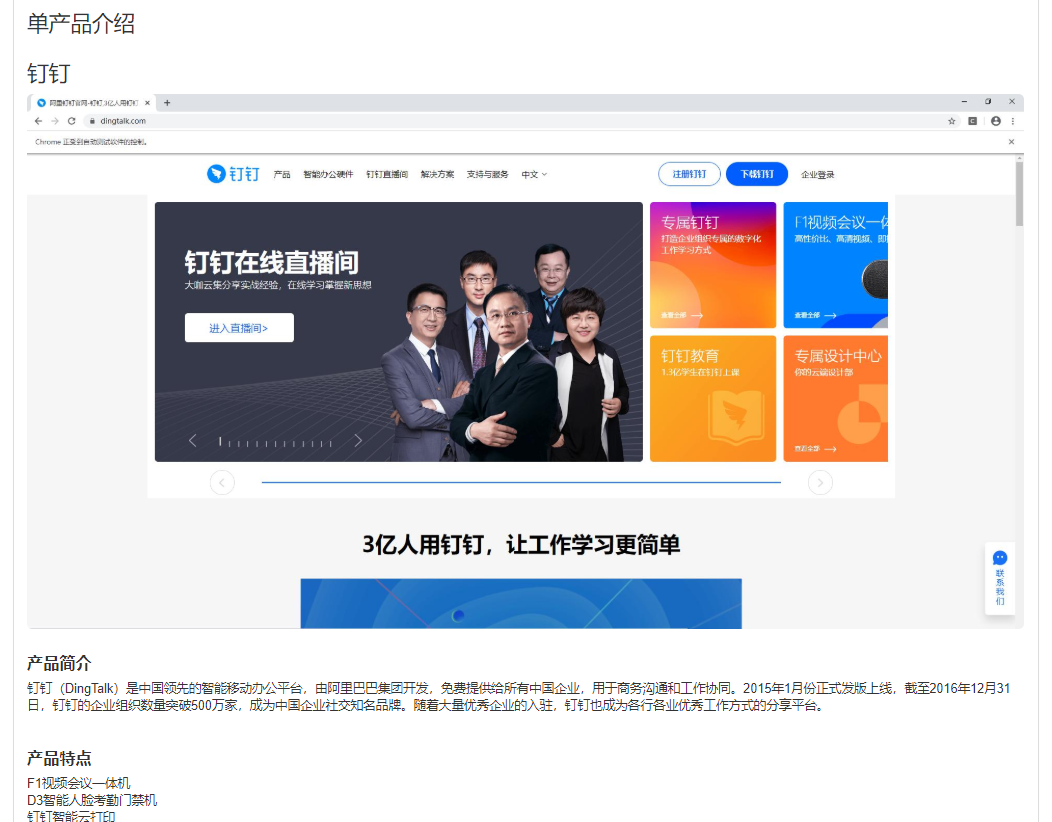 单产品介绍
钉钉
阿里钉钉官网-钉钉,3亿人用钉钉
dingtalk.com
Chrome 正受到自动测试软件的控制。
钉钉 产品 智能办公硬件 钉钉直播间 解决方案 支持与服务 中文 注册钉钉 下载钉钉 企业登录
钉钉在线直播间
大咖云集分享实战经验，在线学习掌握新思想
进入直播间>
专属钉钉
打造企业组织专属的数字化
工作学习方式
查看全部
F1视频会议一体
高性价比、高清视频、即
查看全部
钉钉教育
1.3亿学生在钉钉上课
专属设计中心
你的云端设计部
查看全部
3亿人用钉钉，让工作学习更简单
联系我们
产品简介
钉钉（DingTalk）是中国领先的智能移动办公平台，由阿里巴巴集团开发，免费提供给所有中国企业，用于商务沟通和工作协同。2015年1月份正式发版上线，截至2016年12月31
日，钉钉的企业组织数量突破500万家，成为中国企业社交知名品牌。随着大量优秀企业的入驻，钉钉也成为各行各业优秀工作方式的分享平台。
产品特点
F1视频会议一体机
D3智能人脸考勤门禁机
钉钉智能云打印